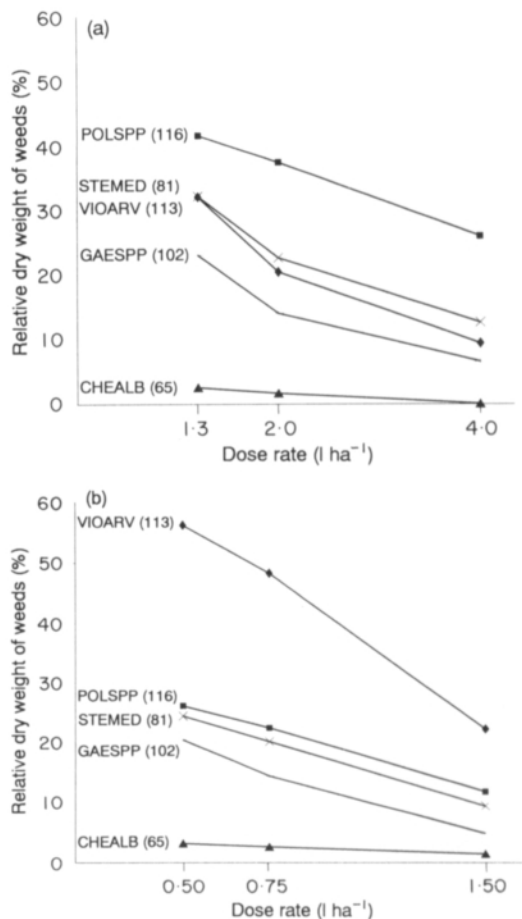 (a)
Relative dry weight of weeds (%)
60
50
40
30
20
10
0
POLSPP (116)
STEMED (81)
VIOARV (113)
GAESPP (102)
CHEALB (65)
1·3 2·0 4·0
Dose rate (l ha⁻¹)
(b)
Relative dry weight of weeds (%)
60
50
40
30
20
10
0
VIOARV (113)
POLSPP (116)
STEMED (81)
GAESPP (102)
CHEALB (65)
0·50 0·75 1·50
Dose rate (l ha⁻¹)